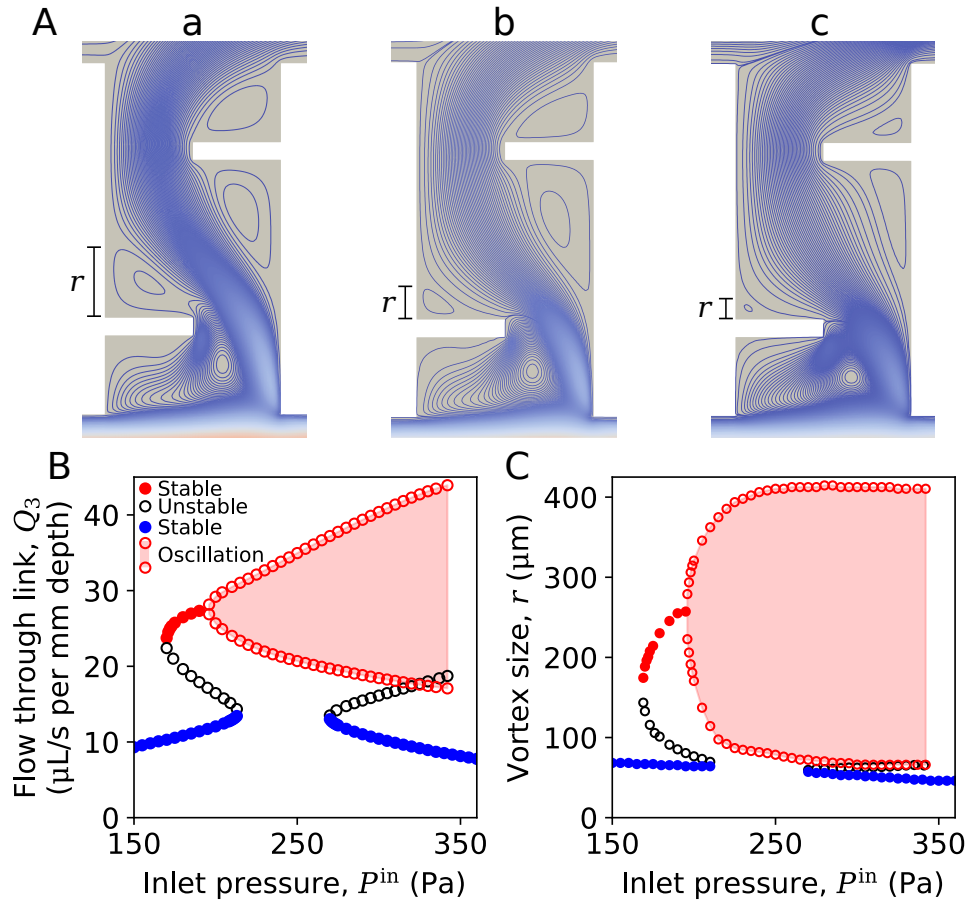 A
a
b
c
r
r
r
B
Stable
Unstable
Stable
Oscillation
Flow through link, Q₃
(µL/s per mm depth)
0
10
20
30
40
150
250
350
Inlet pressure, Pⁱⁿ (Pa)
C
Vortex size, r (µm)
0
100
200
300
400
150
250
350
Inlet pressure, Pⁱⁿ (Pa)